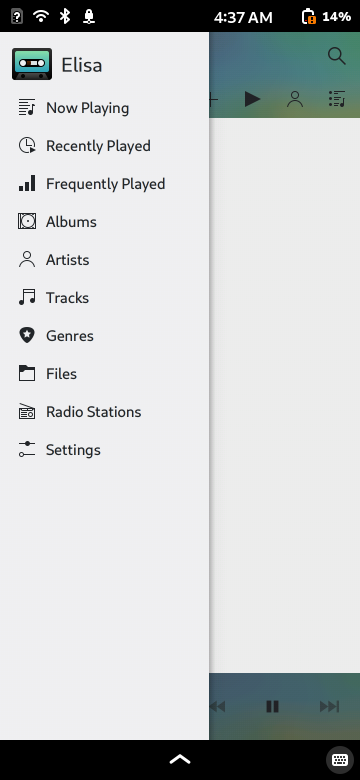 4:37 AM 14%
Elisa
Now Playing
Recently Played
Frequently Played
Albums
Artists
Tracks
Genres
Files
Radio Stations
Settings